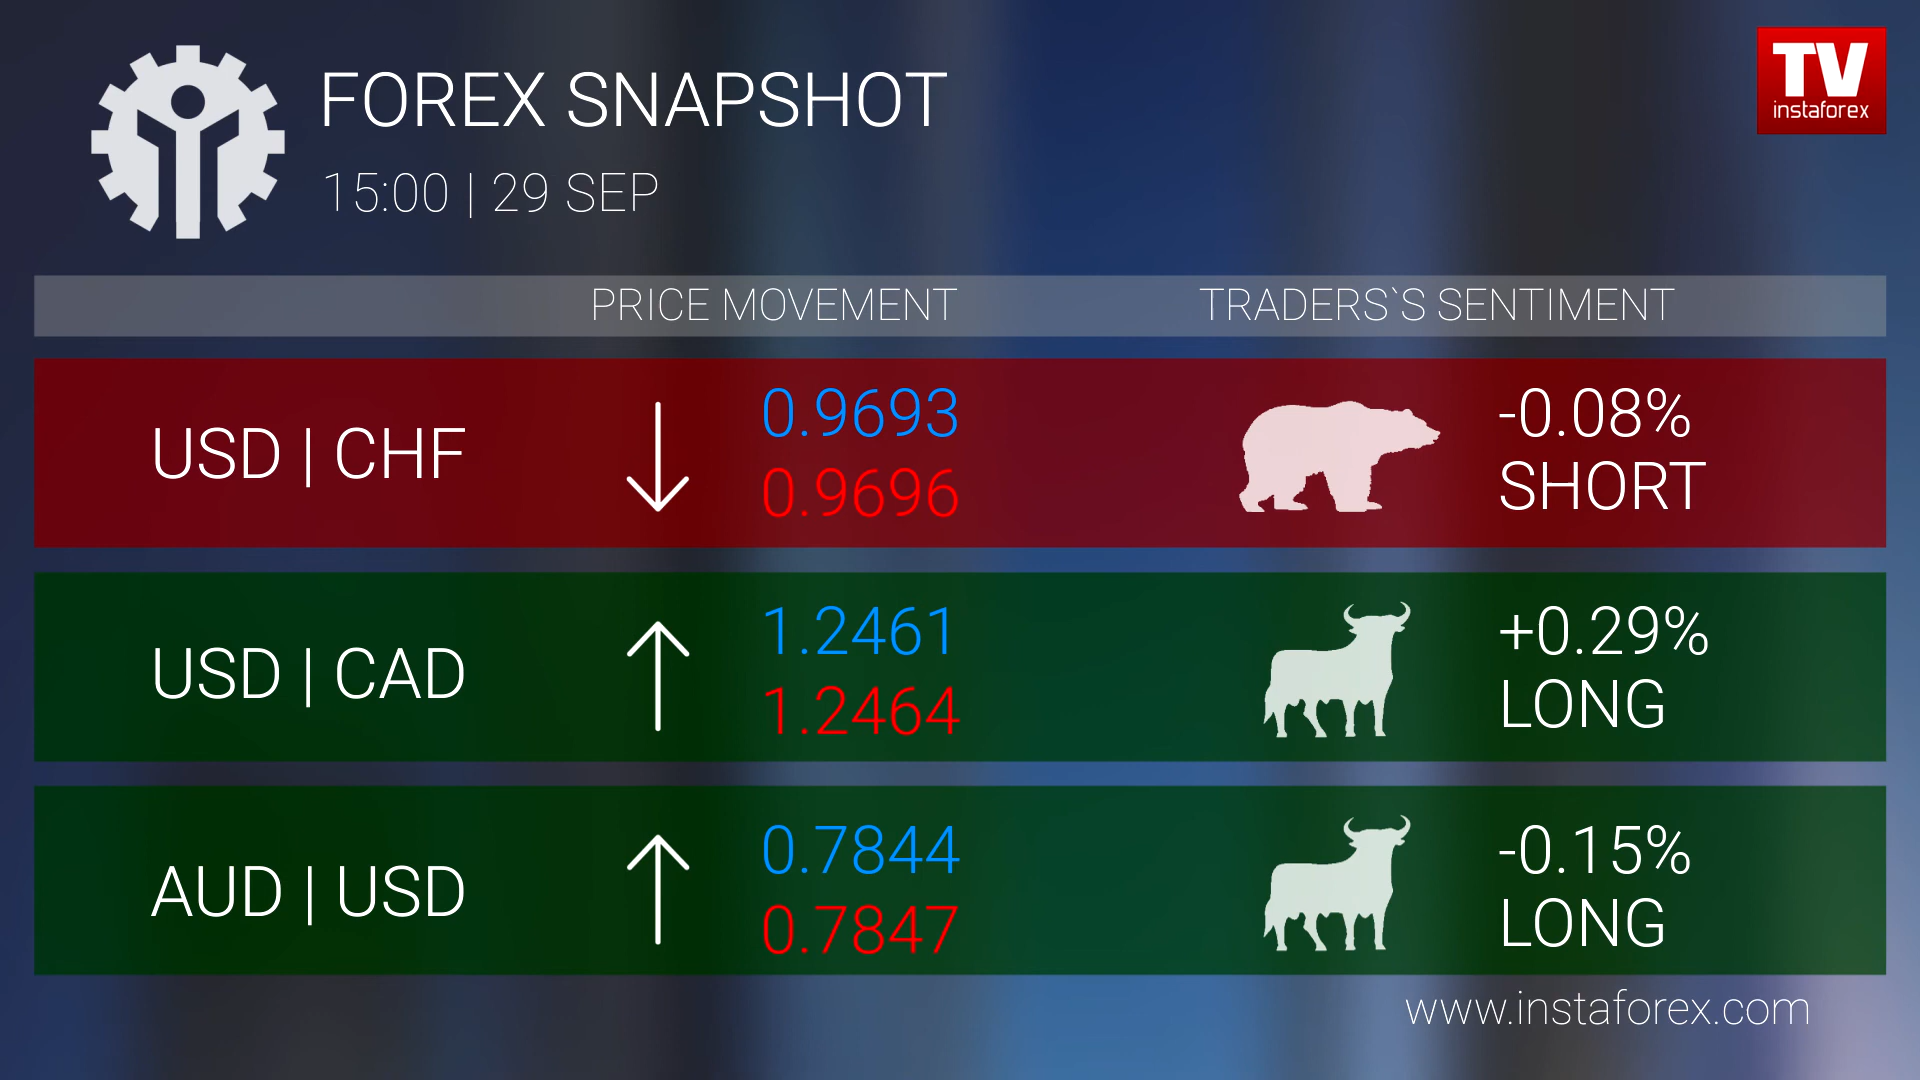 FOREX SNAPSHOT
15:00 | 29 SEP
TV
instaforex
PRICE MOVEMENT
TRADERS`S SENTIMENT
USD | CHF
0.9693
0.9696
-0.08%
SHORT
USD | CAD
1.2461
1.2464
+0.29%
LONG
AUD | USD
0.7844
0.7847
-0.15%
LONG
www.instaforex.com